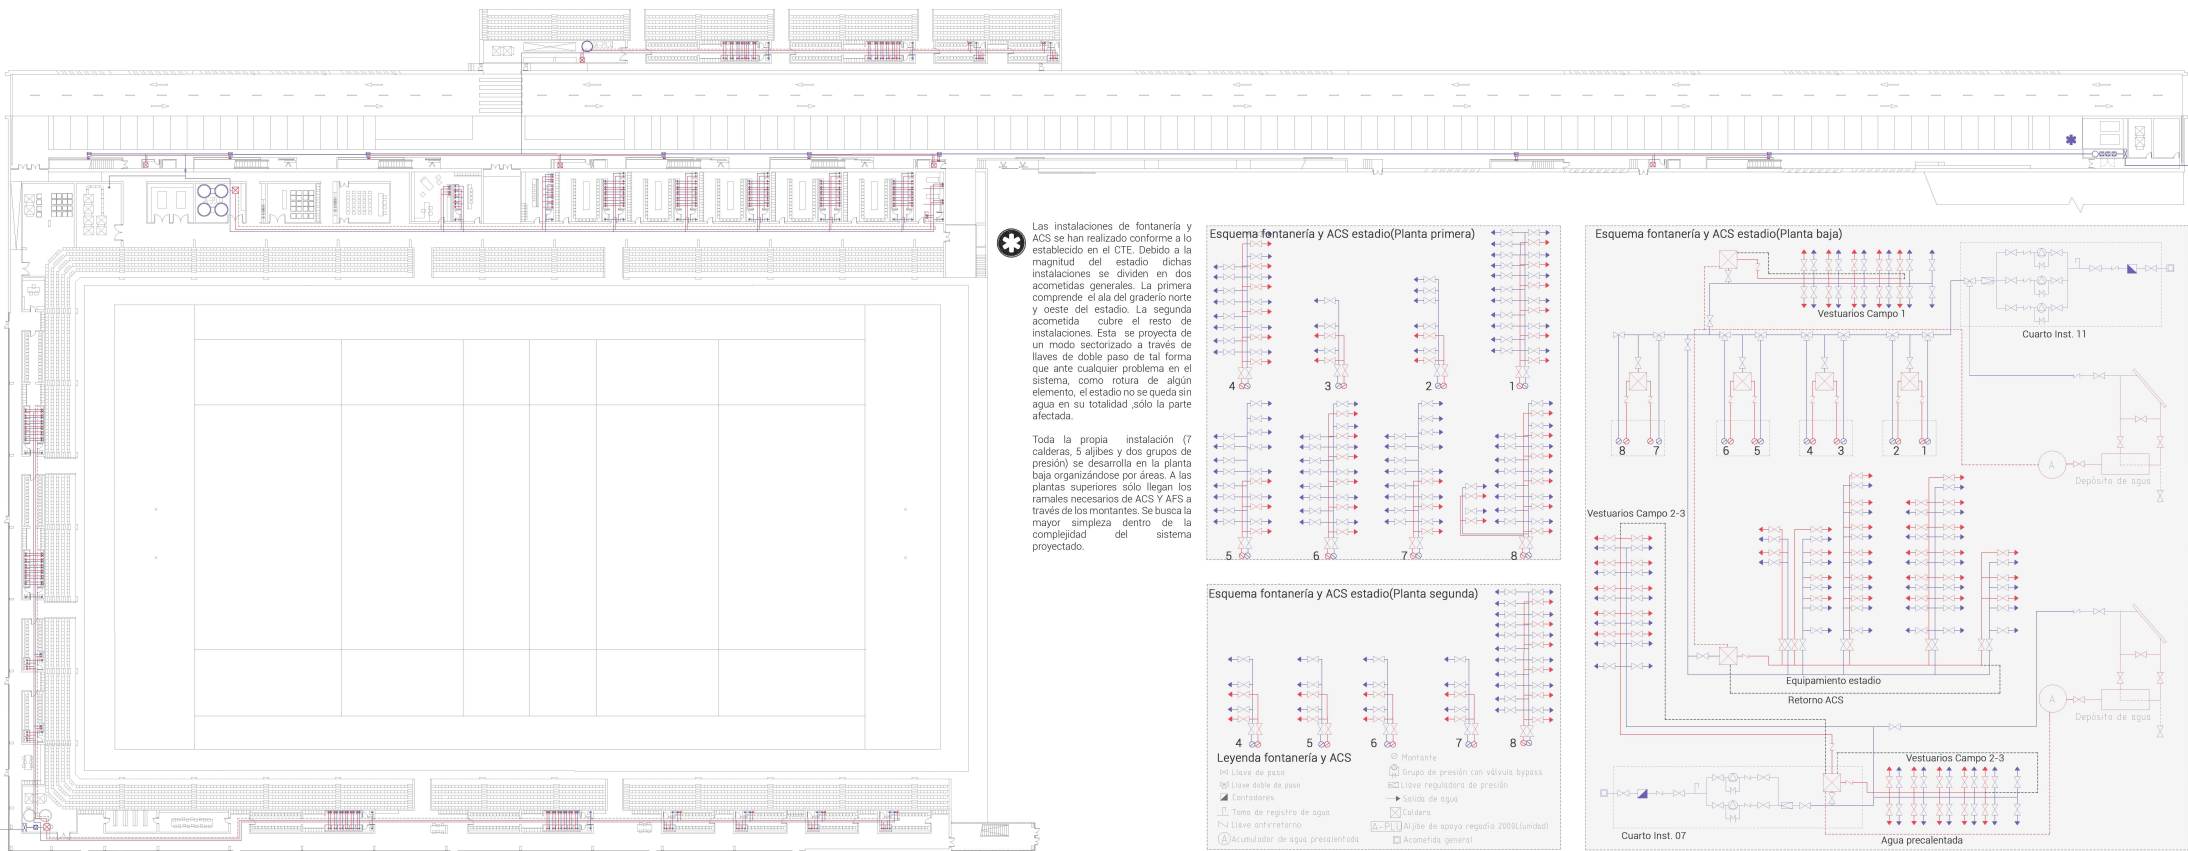 Las instalaciones de fontanería y
ACS se han realizado conforme a lo
establecido en el CTE. Debido a la
magnitud del estadio dichas
instalaciones se dividen en dos
acometidas generales. La primera
comprende el ala del graderío norte
y oeste del estadio. La segunda
acometida cubre el resto de
instalaciones. Esta se proyecta de
un modo sectorizado a través de
llaves de doble paso de tal forma
que ante cualquier problema en el
sistema, como rotura de algún
elemento, el estadio no se queda sin
agua en su totalidad ,sólo la parte
afectada.
Toda la propia instalación (7
calderas, 5 aljibes y dos grupos de
presión) se desarrolla en la planta
baja organizándose por áreas. A las
plantas superiores sólo llegan los
ramales necesarios de ACS Y AFS a
través de los montantes. Se busca la
mayor simpleza dentro de la
complejidad del sistema
proyectado.
Esquema fontanería y ACS estadio(Planta primera)
4 3 2 1
5 6 7 8
Esquema fontanería y ACS estadio(Planta segunda)
4 5 6 7 8
Leyenda fontanería y ACS
Llave de paso
Llave doble de paso
Contadores
Toma de registro de agua
Llave antirretorno
A Acumulador de agua precalentada
Montante
Grupo de presión con válvula bypass
Llave reguladora de presión
Salida de agua
Caldera
A-PLU Aljibe de apoyo regadío 2000L(unidad)
Acometida general
Esquema fontanería y ACS estadio(Planta baja)
Vestuarios Campo 1
Cuarto Inst. 11
8 7 6 5 4 3 2 1
A
Depósito de agua
Vestuarios Campo 2-3
Equipamiento estadio
Retorno ACS
A
Depósito de agua
Vestuarios Campo 2-3
Cuarto Inst. 07
Agua precalentada